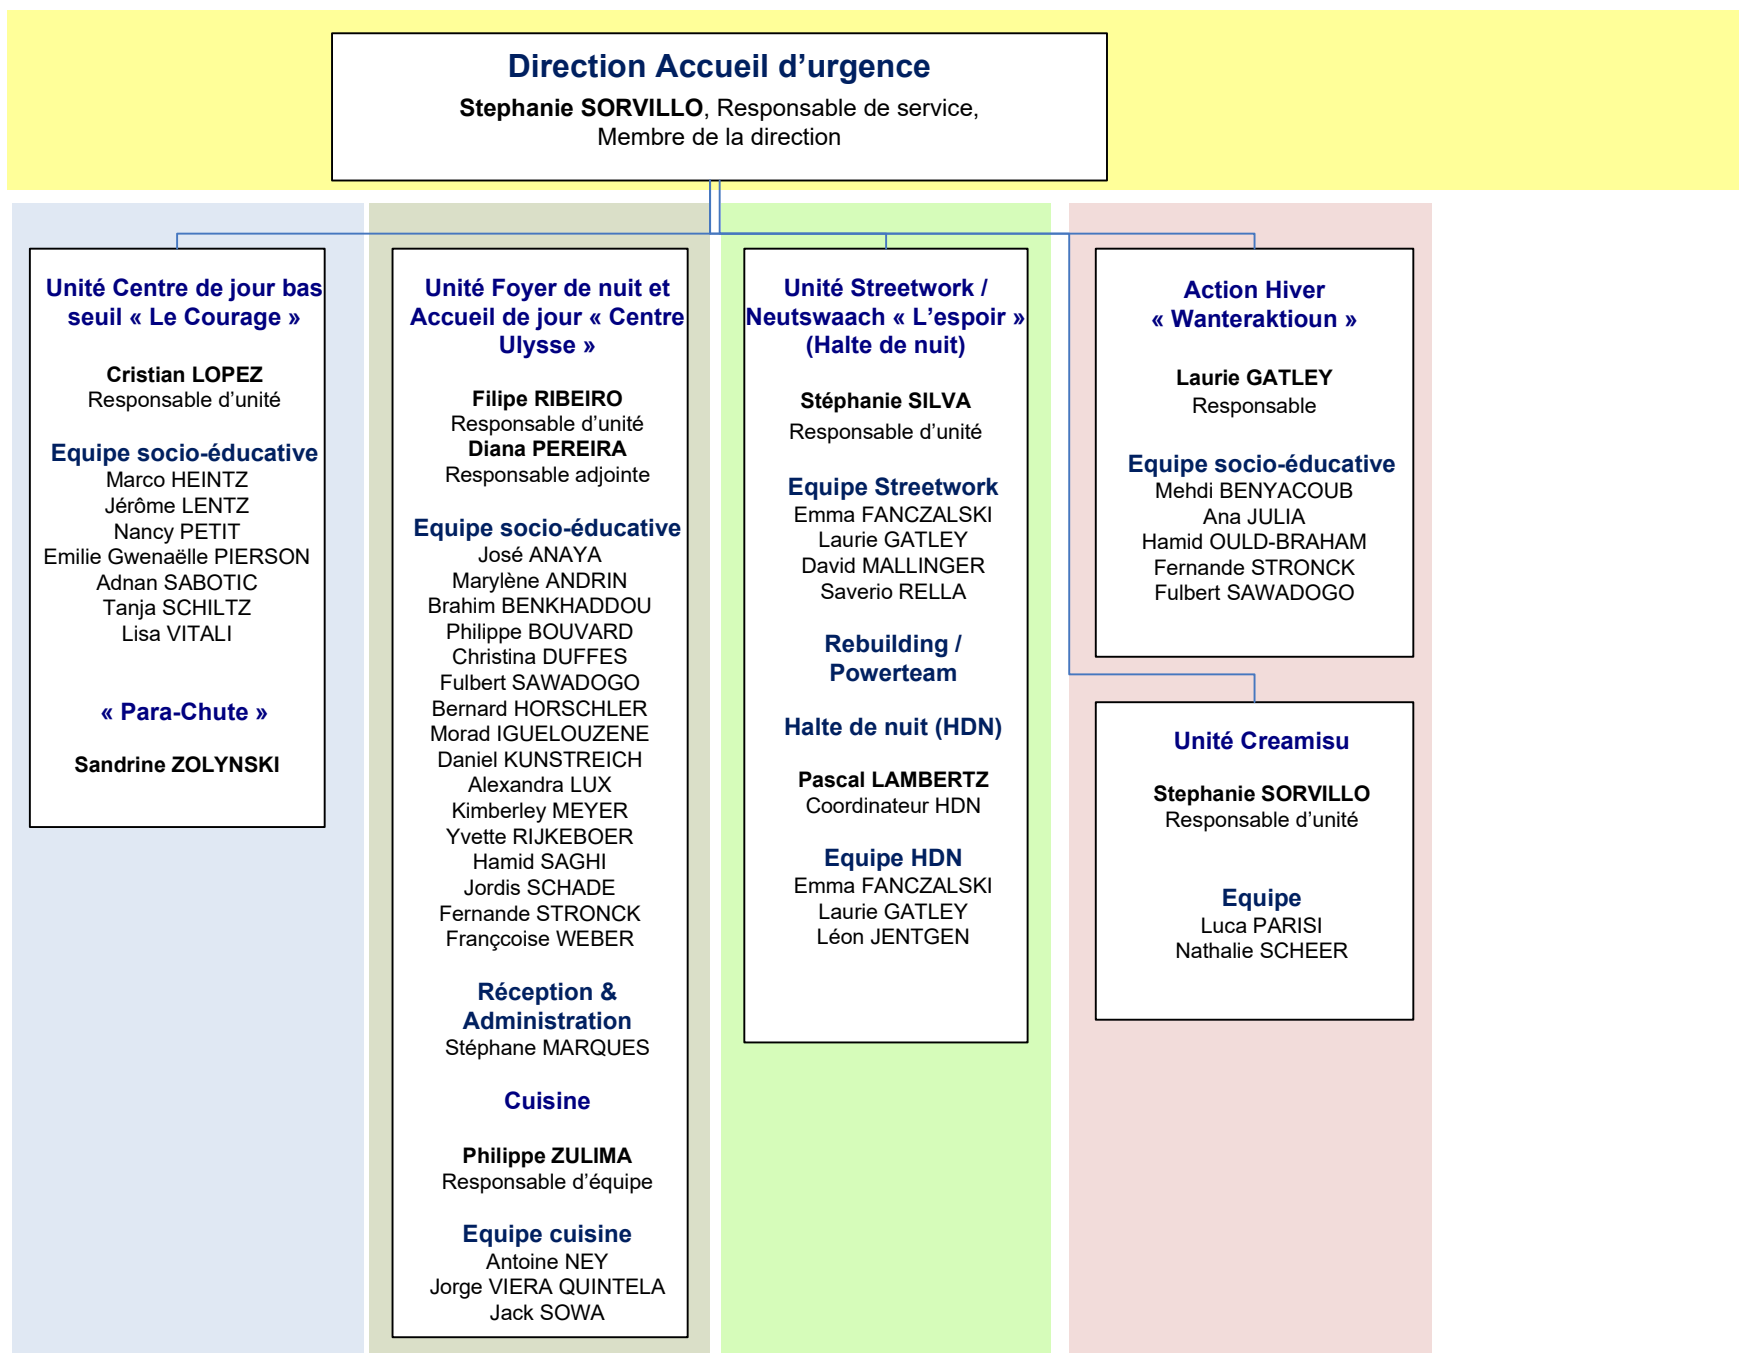 Direction Accueil d’urgence
Stephanie SORVILLO, Responsable de service,
Membre de la direction
Unité Centre de jour bas
seuil « Le Courage »
Cristian LOPEZ
Responsable d’unité
Equipe socio-éducative
Marco HEINTZ
Jérôme LENTZ
Nancy PETIT
Emilie Gwenaëlle PIERSON
Adnan SABOTIC
Tanja SCHILTZ
Lisa VITALI
« Para-Chute »
Sandrine ZOLYNSKI
Unité Foyer de nuit et
Accueil de jour « Centre
Ulysse »
Filipe RIBEIRO
Responsable d’unité
Diana PEREIRA
Responsable adjointe
Equipe socio-éducative
José ANAYA
Marylène ANDRIN
Brahim BENKHADDOU
Philippe BOUVARD
Christina DUFFES
Fulbert SAWADOGO
Bernard HORSCHLER
Morad IGUELOUZENE
Daniel KUNSTREICH
Alexandra LUX
Kimberley MEYER
Yvette RIJKEBOER
Hamid SAGHI
Jordis SCHADE
Fernande STRONCK
Françcoise WEBER
Réception &
Administration
Stéphane MARQUES
Cuisine
Philippe ZULIMA
Responsable d’équipe
Equipe cuisine
Antoine NEY
Jorge VIERA QUINTELA
Jack SOWA
Unité Streetwork /
Neutswaach « L’espoir »
(Halte de nuit)
Stéphanie SILVA
Responsable d’unité
Equipe Streetwork
Emma FANCZALSKI
Laurie GATLEY
David MALLINGER
Saverio RELLA
Rebuilding /
Powerteam
Halte de nuit (HDN)
Pascal LAMBERTZ
Coordinateur HDN
Equipe HDN
Emma FANCZALSKI
Laurie GATLEY
Léon JENTGEN
Action Hiver
« Wanteraktioun »
Laurie GATLEY
Responsable
Equipe socio-éducative
Mehdi BENYACOUB
Ana JULIA
Hamid OULD-BRAHAM
Fernande STRONCK
Fulbert SAWADOGO
Unité Creamisu
Stephanie SORVILLO
Responsable d’unité
Equipe
Luca PARISI
Nathalie SCHEER